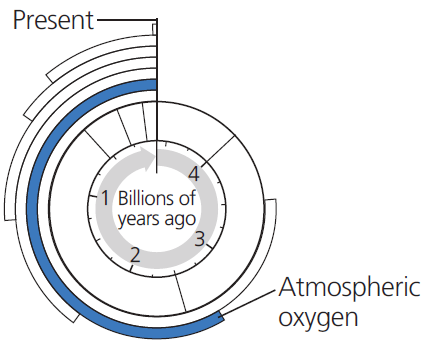 Present
4
1 Billions of
years ago
3
2
Atmospheric
oxygen